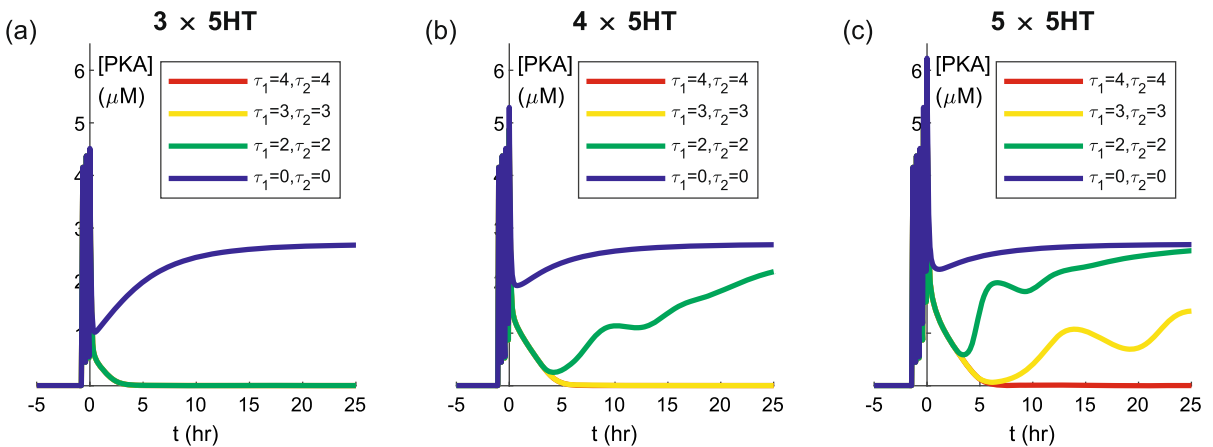 (a)
3 × 5HT
[PKA]
(μM)
6
5
4
3
2
1
τ1=4,τ2=4
τ1=3,τ2=3
τ1=2,τ2=2
τ1=0,τ2=0
-5 0 5 10 15 20 25
t (hr)
(b)
4 × 5HT
[PKA]
(μM)
6
5
4
3
2
1
τ1=4,τ2=4
τ1=3,τ2=3
τ1=2,τ2=2
τ1=0,τ2=0
-5 0 5 10 15 20 25
t (hr)
(c)
5 × 5HT
[PKA]
(μM)
6
5
4
3
2
1
τ1=4,τ2=4
τ1=3,τ2=3
τ1=2,τ2=2
τ1=0,τ2=0
-5 0 5 10 15 20 25
t (hr)